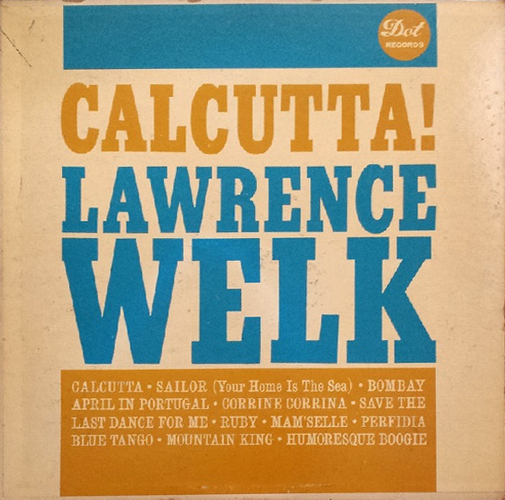 Dot
RECORDS
CALCUTTA!
LAWRENCE
WELK
CALCUTTA • SAILOR (Your Home Is The Sea) • BOMBAY
APRIL IN PORTUGAL • CORRINE CORRINA • SAVE THE
LAST DANCE FOR ME • RUBY • MAM'SELLE • PERFIDIA
BLUE TANGO • MOUNTAIN KING • HUMORESQUE BOOGIE